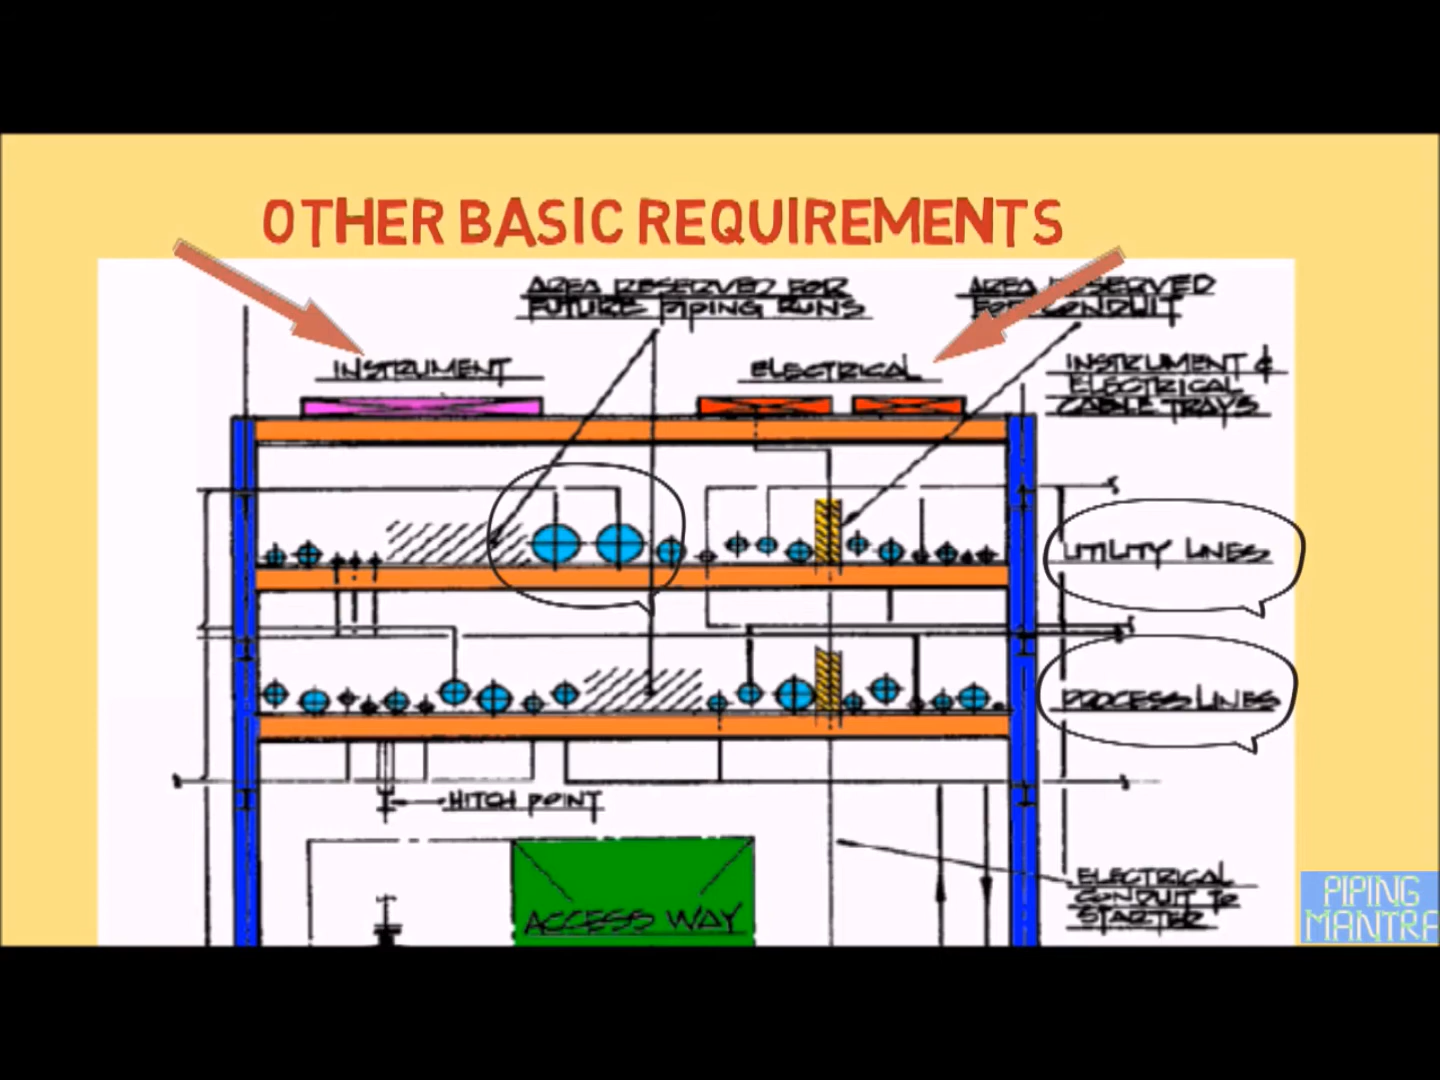 OTHER BASIC REQUIREMENTS
AREA RESERVED FOR
FUTURE PIPING RUNS
AREA RESERVED
FOR CONDUIT
INSTRUMENT
ELECTRICAL
INSTRUMENT &
ELECTRICAL
CABLE TRAYS
UTILITY LINES
PROCESS LINES
HITCH POINT
ACCESS WAY
ELECTRICAL
CONDUIT TO
STARTER
PIPING
MANTRA